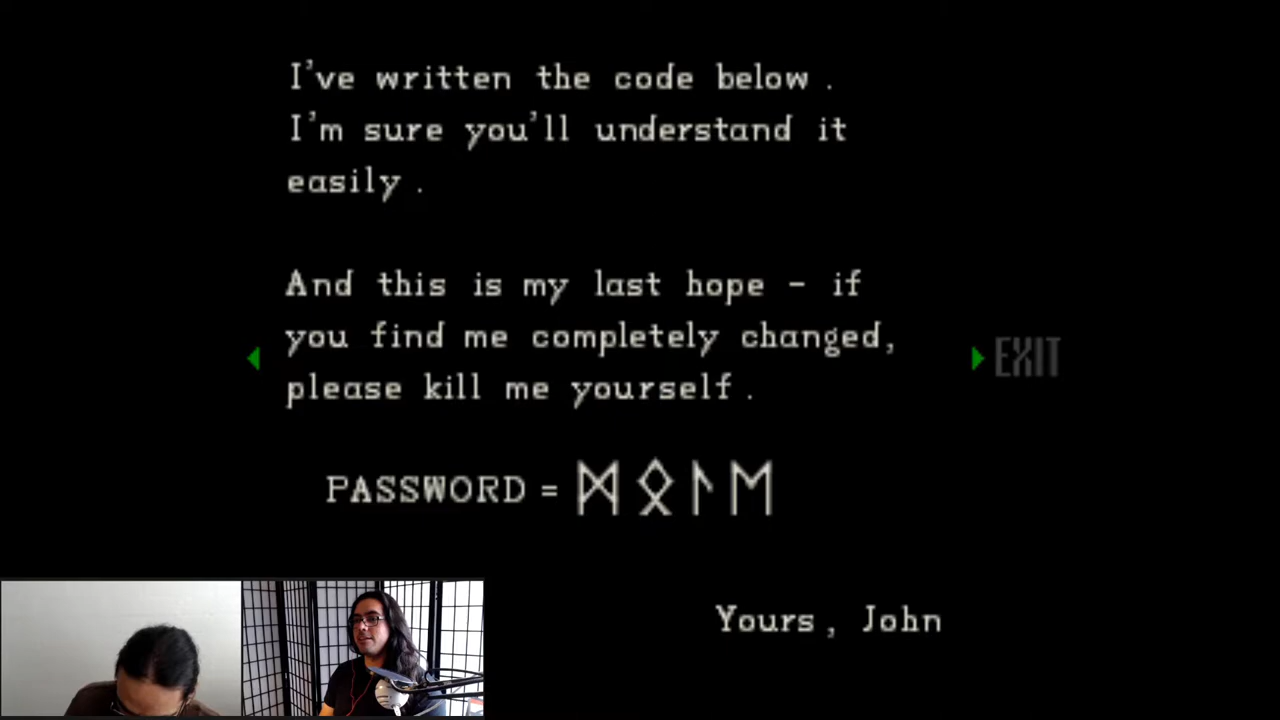 I've written the code below .
I'm sure you'll understand it
easily .
And this is my last hope - if
you find me completely changed,
please kill me yourself .
EXIT
PASSWORD = ᛞᛟᚨᛖ
Yours , John